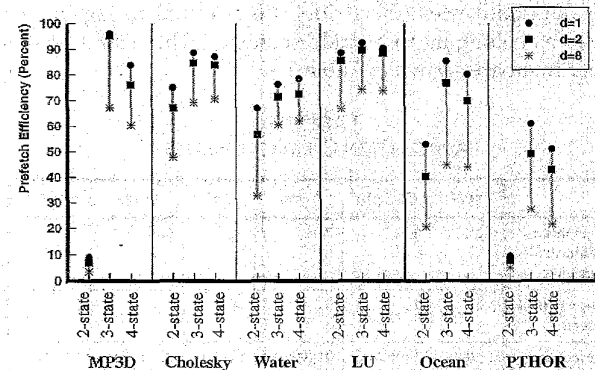 Prefetch Efficiency (Percent)
100
90
80
70
60
50
40
30
20
10
0
d=1
d=2
d=8
2-state 3-state 4-state 2-state 3-state 4-state 2-state 3-state 4-state 2-state 3-state 4-state 2-state 3-state 4-state 2-state 3-state 4-state
MP3D Cholesky Water LU Ocean PTHOR